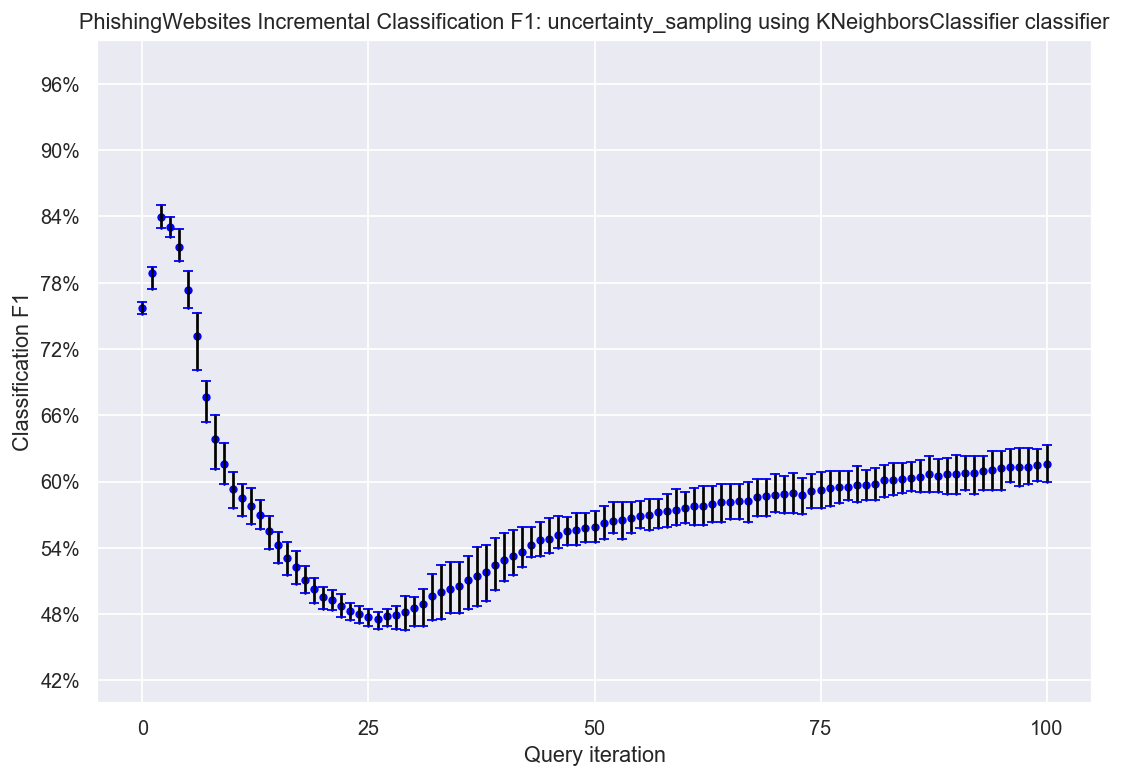 PhishingWebsites Incremental Classification F1: uncertainty_sampling using KNeighborsClassifier classifier
96%
90%
84%
78%
72%
66%
60%
54%
48%
42%
Classification F1
0 25 50 75 100
Query iteration